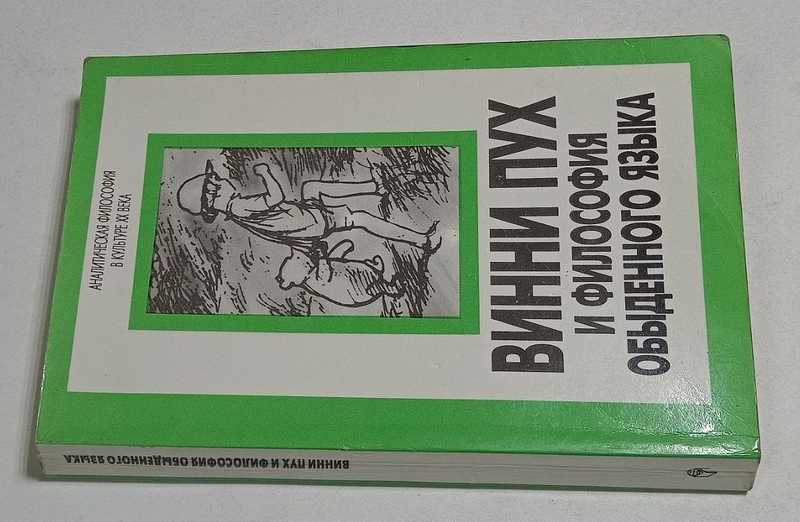 АНАЛИТИЧЕСКАЯ ФИЛОСОФИЯ
В КУЛЬТУРЕ XX ВЕКА
ВИННИ ПУХ
И ФИЛОСОФИЯ
ОБЫДЕННОГО ЯЗЫКА
ВИННИ ПУХ И ФИЛОСОФИЯ ОБЫДЕННОГО ЯЗЫКА